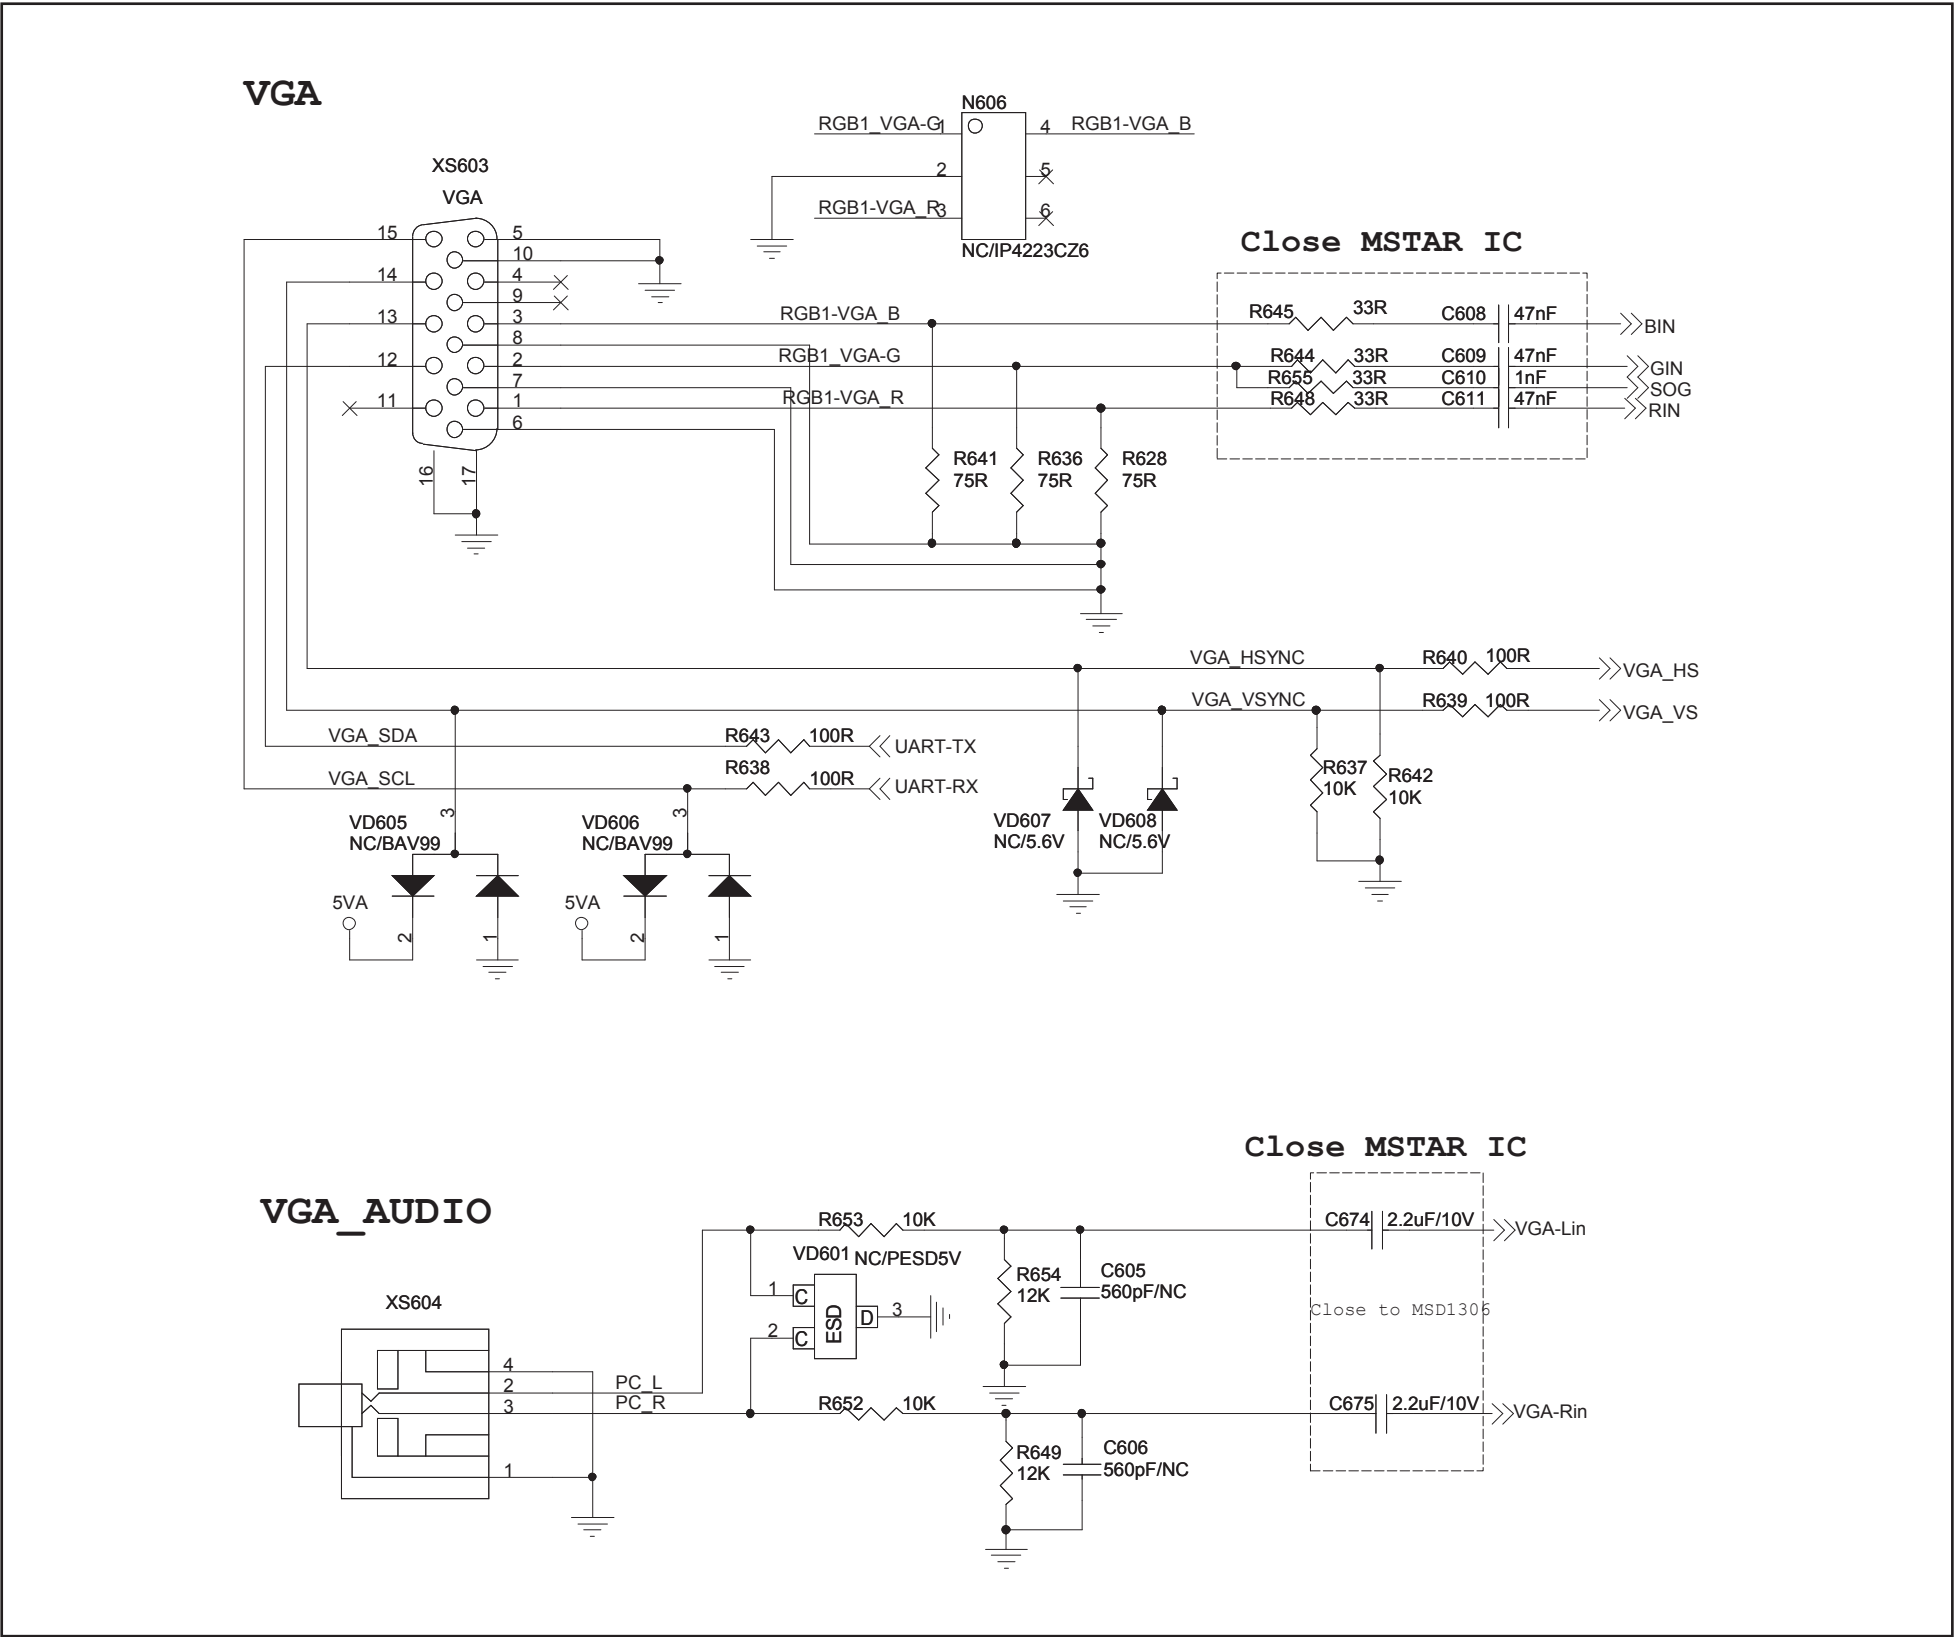 VGA
N606
RGB1_VGA-G 1
4 RGB1-VGA_B
2
5
RGB1-VGA_R 3
6
NC/IP4223CZ6
XS603
VGA
15 5
10
14 4
9
13 3
8
12 2
7
11 1
6
16 17
Close MSTAR IC
RGB1-VGA_B
R645 33R C608 47nF BIN
RGB1_VGA-G
R644 33R C609 47nF GIN
R655 33R C610 1nF SOG
RGB1-VGA_R
R648 33R C611 47nF RIN
R641 R636 R628
75R 75R 75R
VGA_HSYNC R640 100R VGA_HS
VGA_VSYNC R639 100R VGA_VS
VGA_SDA R643 100R UART-TX
VGA_SCL R638 100R UART-RX
3 3
VD605 VD606
NC/BAV99 NC/BAV99
5VA 5VA
2 1 2 1
VD607 VD608
NC/5.6V NC/5.6V
R637 R642
10K 10K
Close MSTAR IC
VGA_AUDIO
R653 10K C674 2.2uF/10V VGA-Lin
VD601 NC/PESD5V
1 C
ESD
D 3
2 C
R654 C605
12K 560pF/NC
Close to MSD1306
XS604
4
2 PC_L
3 PC_R
1
R652 10K C675 2.2uF/10V VGA-Rin
R649 C606
12K 560pF/NC